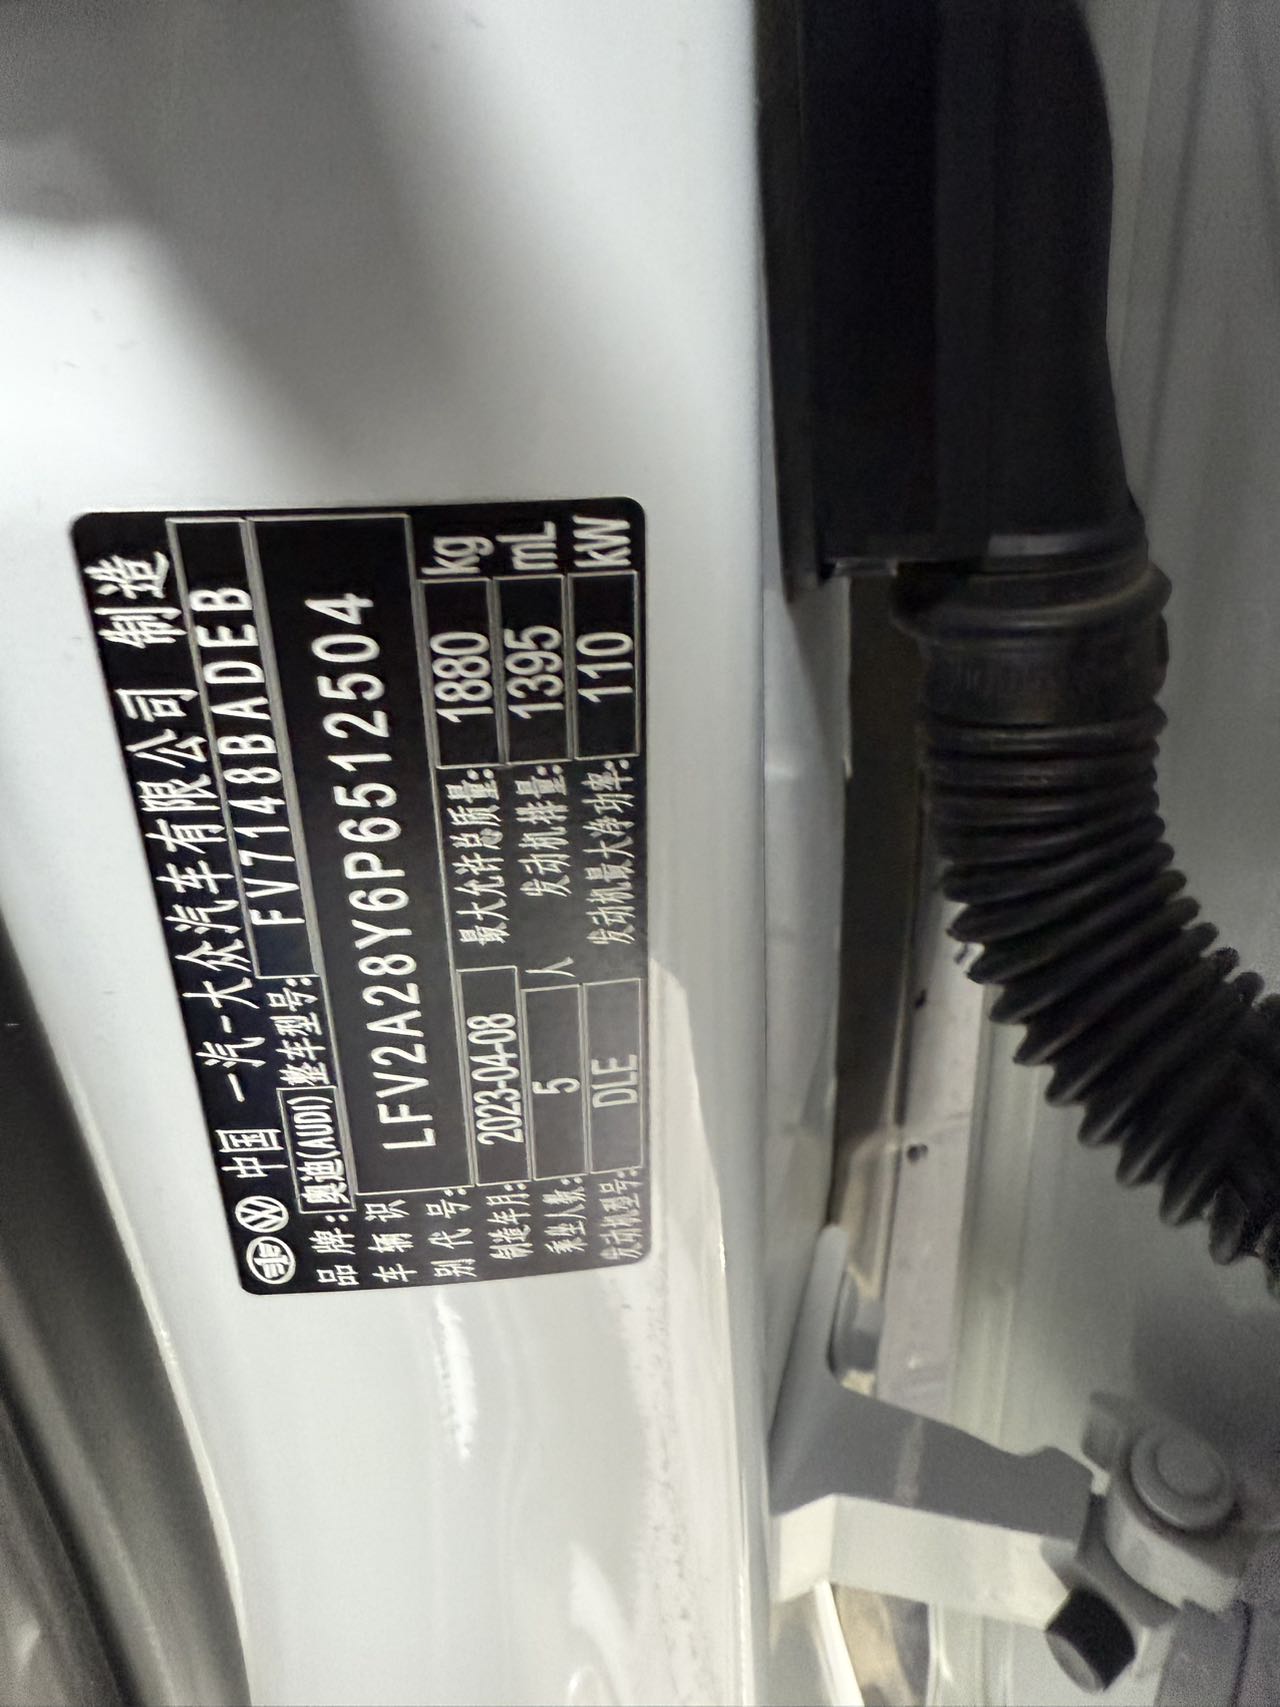 中国 一汽-大众汽车有限公司 制造
品牌: 奥迪(AUDI) 整车型号: FV7148BADEB
车辆识别代号: LFV2A28Y6P6512504
制造年月: 2023-04-08 最大允许总质量: 1880 kg
乘坐人数: 5 人 发动机排量: 1395 mL
发动机型号: DLE 发动机最大净功率: 110 kW